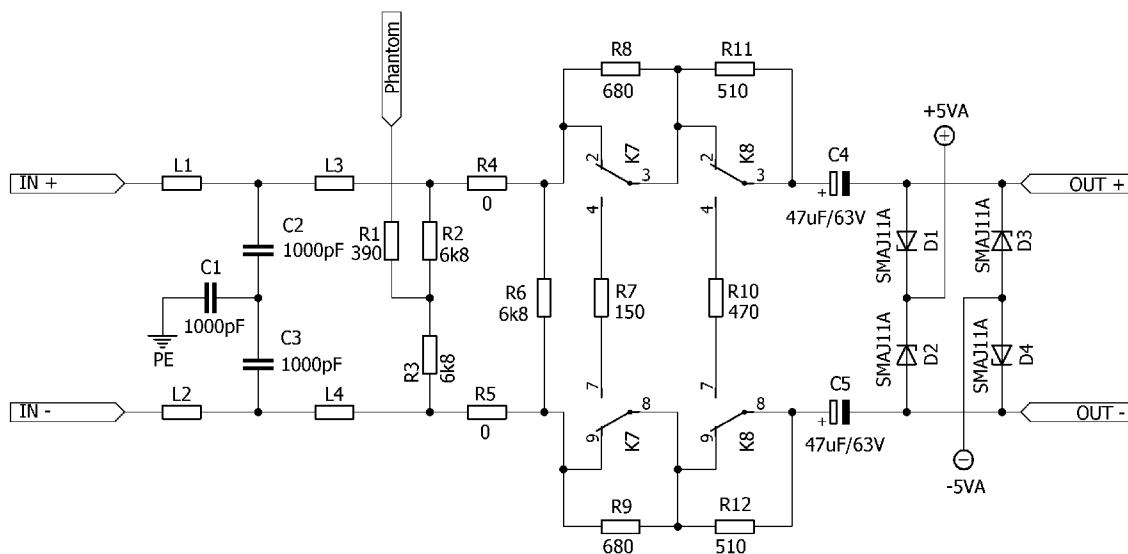 R8
680
R11
510
Phantom
+5VA
2
K7
3
2
K8
3
C4
+
47uF/63V
IN +
L1
L3
R4
0
OUT +
4
4
C2
1000pF
R1
390
R2
6k8
SMAJ11A
D1
SMAJ11A
D3
C1
1000pF
PE
R6
6k8
R7
150
R10
470
C3
1000pF
R3
6k8
SMAJ11A
D2
SMAJ11A
D4
7
7
C5
+
47uF/63V
IN -
L2
L4
R5
0
8
9
K7
8
9
K8
OUT -
-5VA
R9
680
R12
510